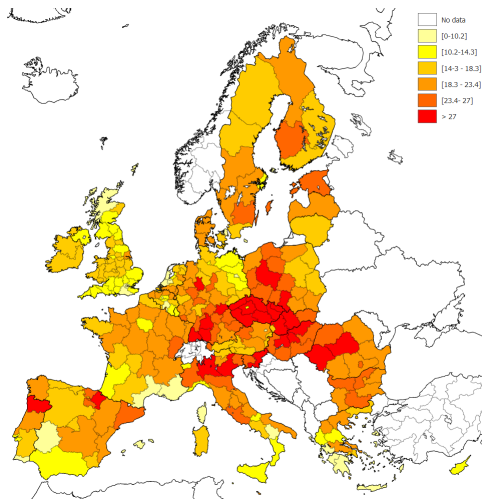 No data
[0-10.2]
[10.2-14.3]
[14-3 - 18.3]
[18.3 - 23.4]
[23.4- 27]
> 27